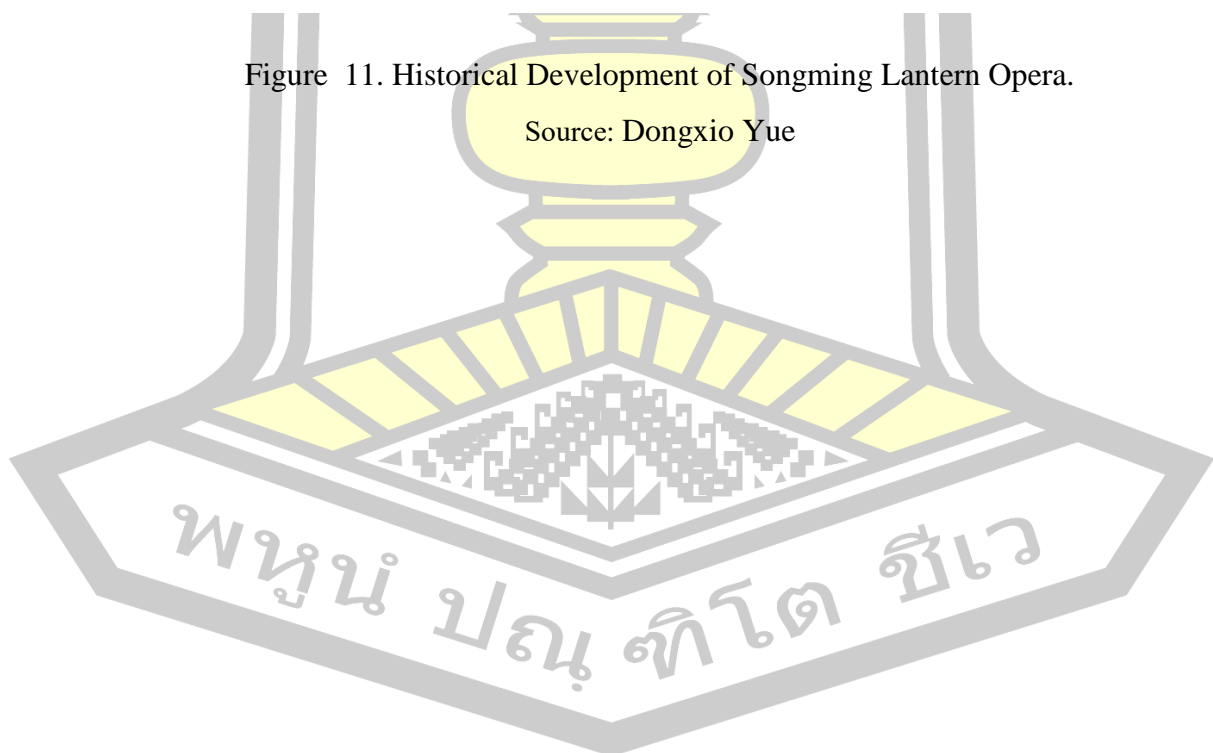 Figure 11. Historical Development of Songming Lantern Opera.
Source: Dongxio Yue
พหูนํ ปณฺฑิโต ชีเว